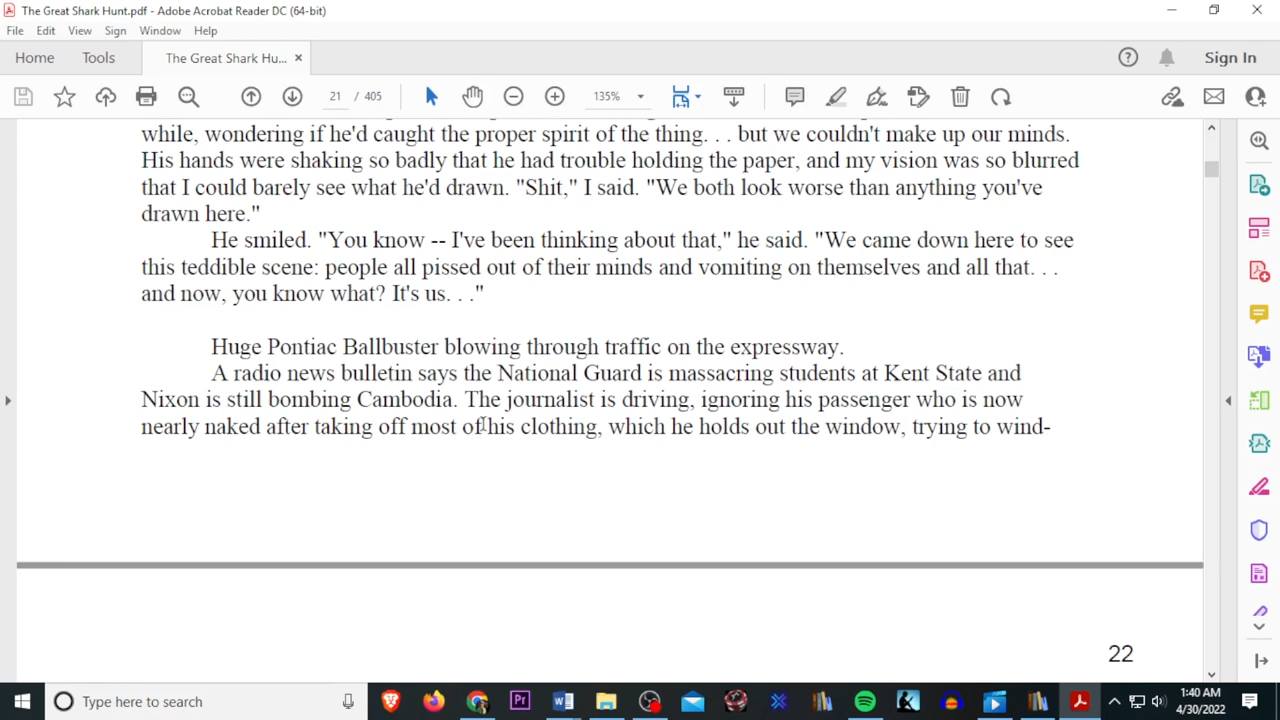 The Great Shark Hunt.pdf - Adobe Acrobat Reader DC (64-bit)
File Edit View Sign Window Help
Home Tools The Great Shark Hu... × Sign In
21 / 405 135%
while, wondering if he'd caught the proper spirit of the thing. . . but we couldn't make up our minds.
His hands were shaking so badly that he had trouble holding the paper, and my vision was so blurred
that I could barely see what he'd drawn. "Shit," I said. "We both look worse than anything you've
drawn here."
He smiled. "You know -- I've been thinking about that," he said. "We came down here to see
this teddible scene: people all pissed out of their minds and vomiting on themselves and all that. . .
and now, you know what? It's us. . ."
Huge Pontiac Ballbuster blowing through traffic on the expressway.
A radio news bulletin says the National Guard is massacring students at Kent State and
Nixon is still bombing Cambodia. The journalist is driving, ignoring his passenger who is now
nearly naked after taking off most of his clothing, which he holds out the window, trying to wind-
22
Type here to search
Pr
W
1:40 AM
4/30/2022